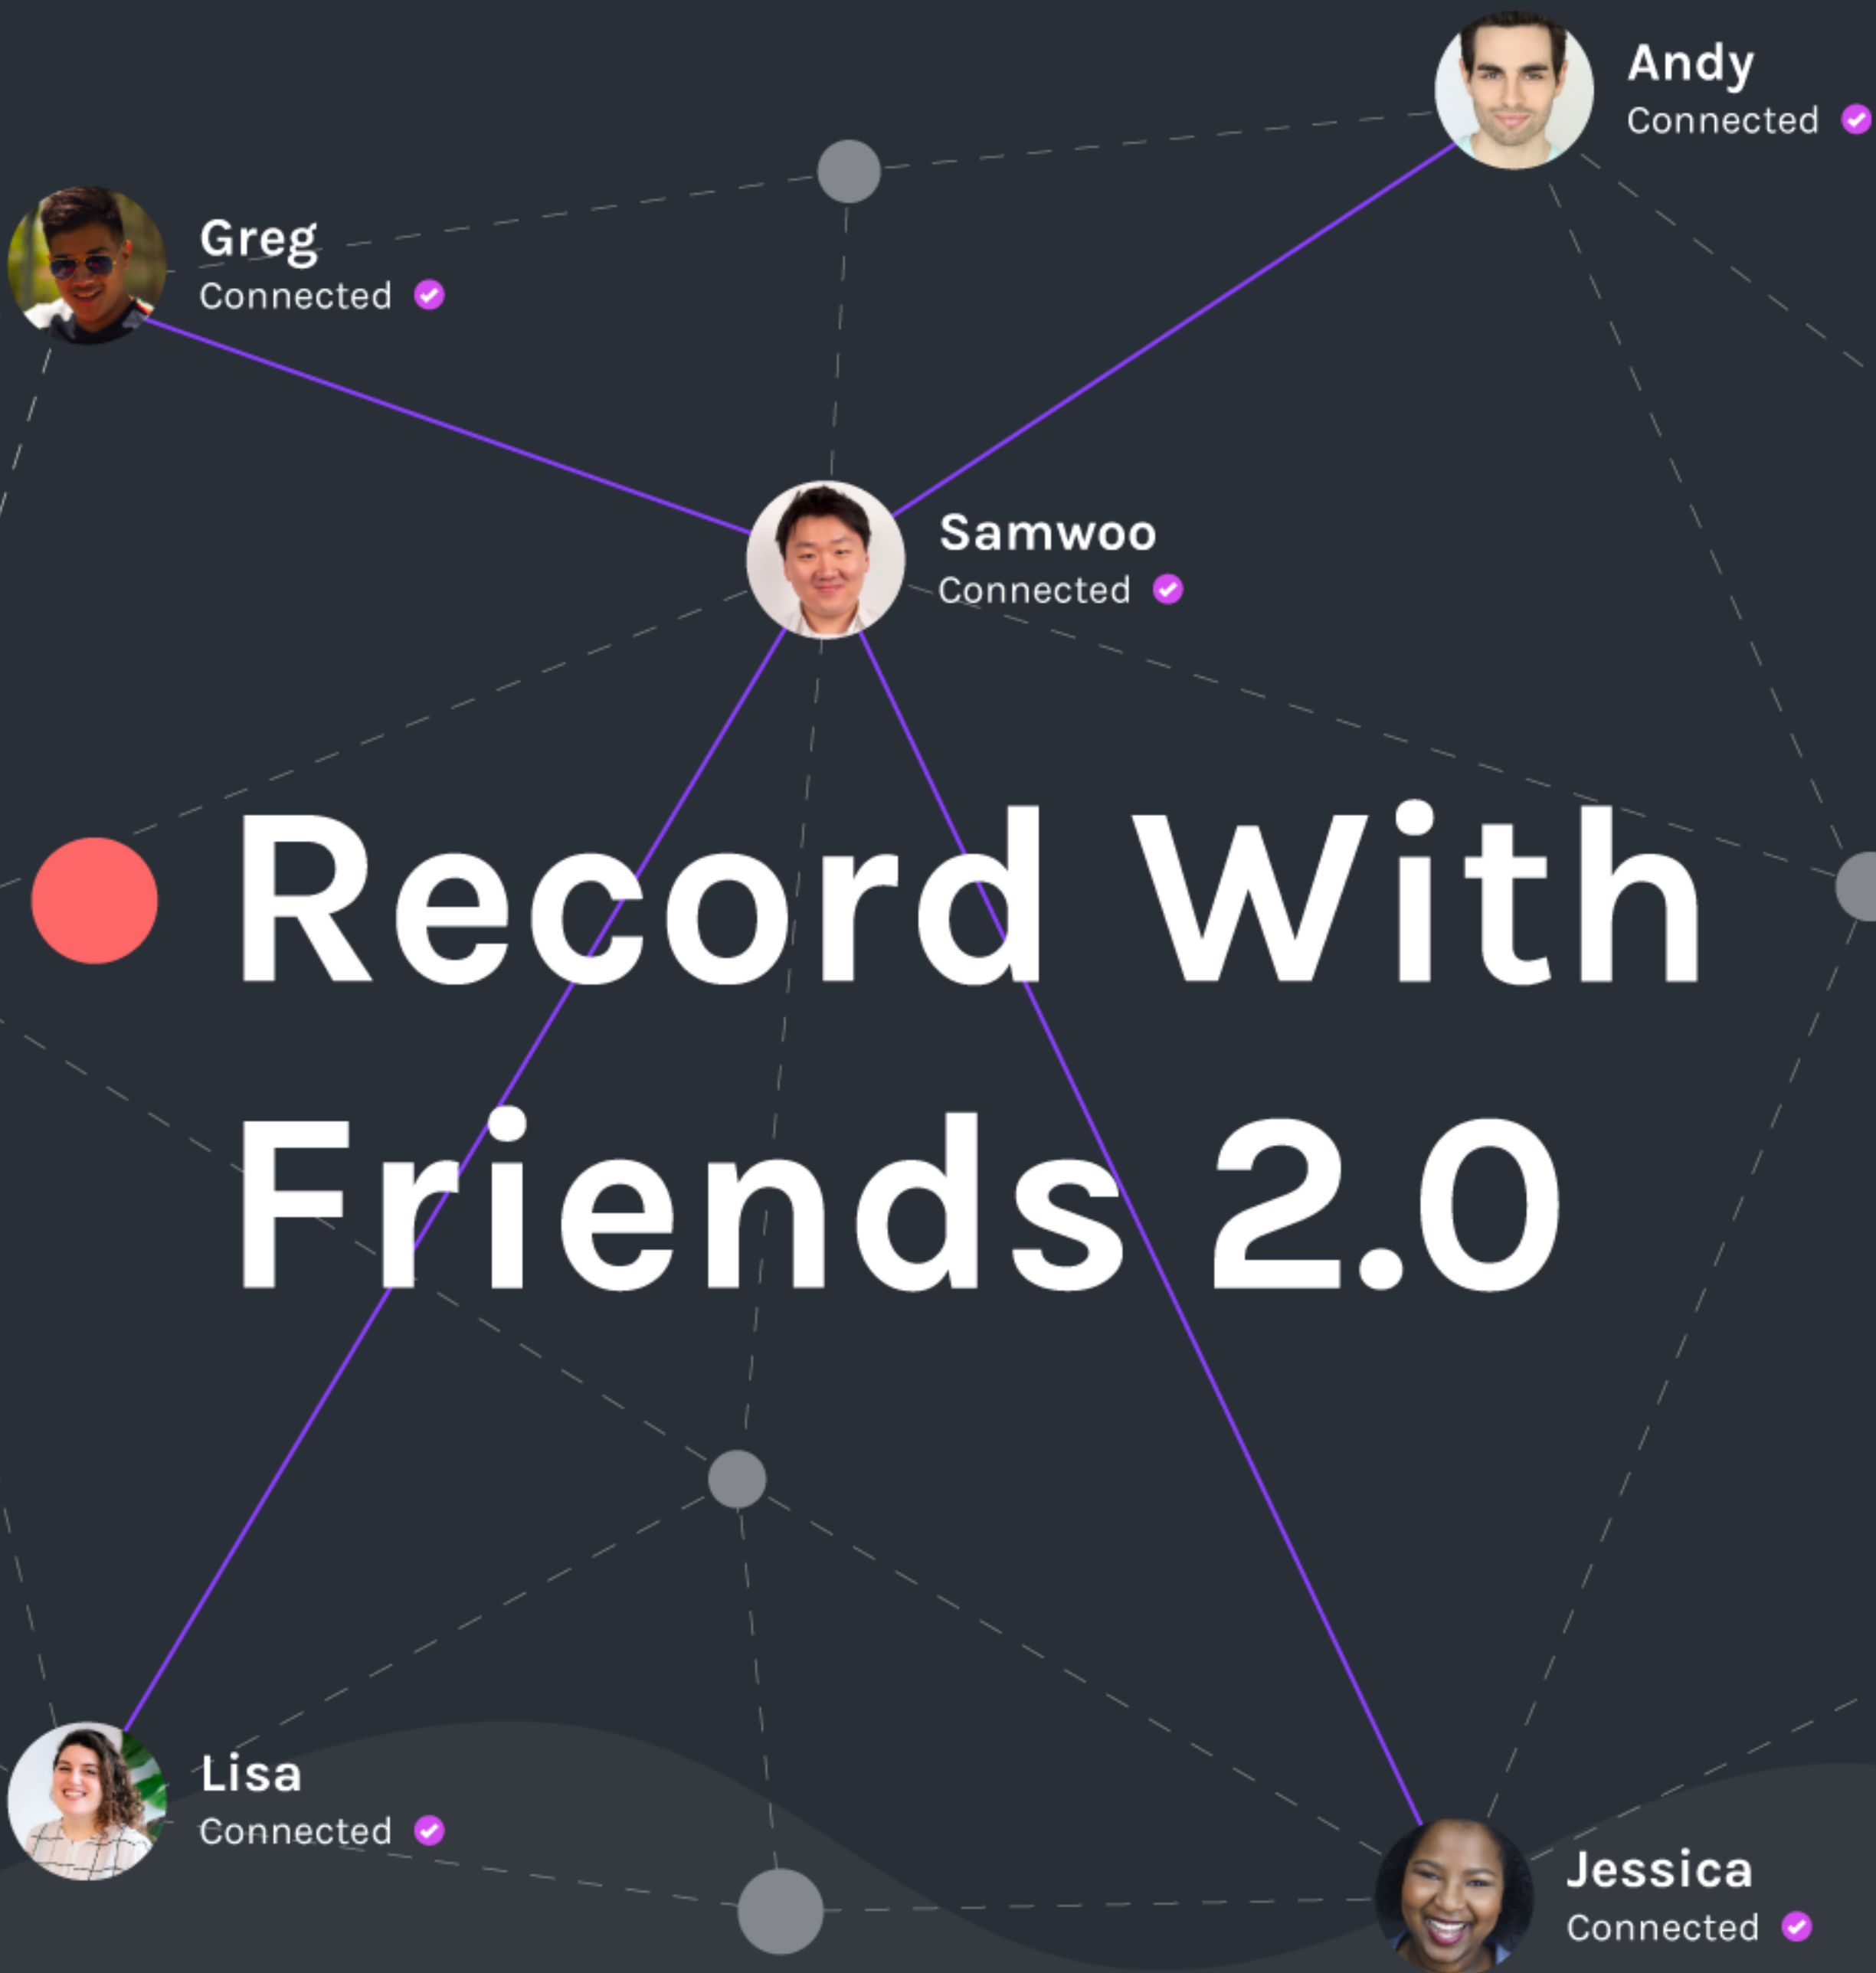 Andy
Connected
Greg
Connected
Samwoo
Connected
Record With
Friends 2.0
Lisa
Connected
Jessica
Connected